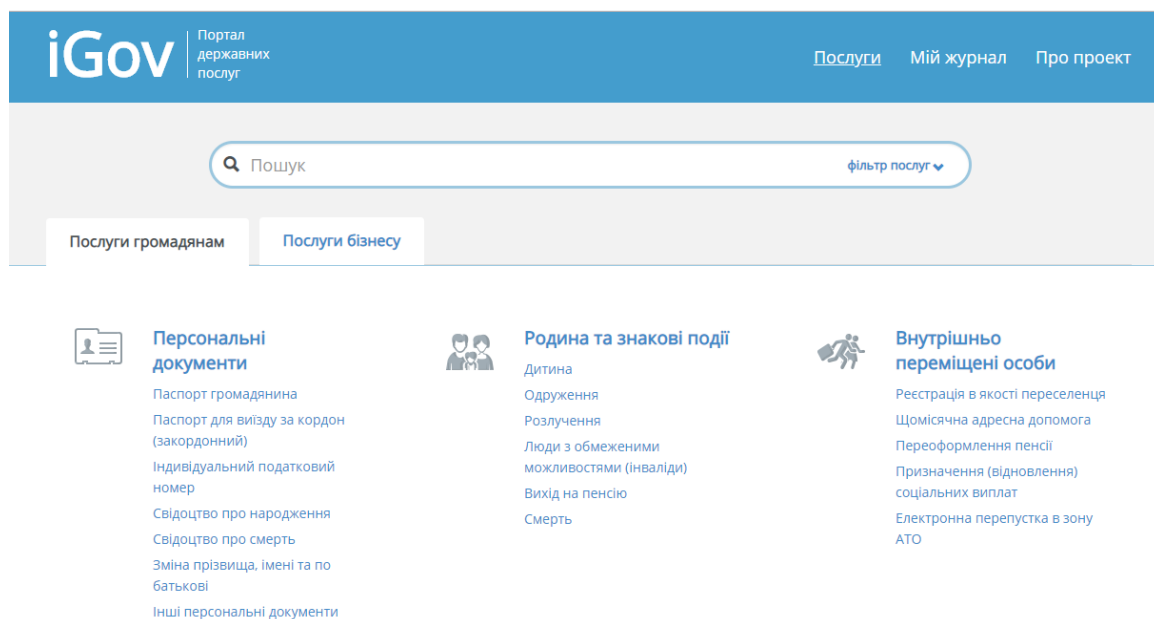 iGov
Портал
державних
послуг
Послуги Мій журнал Про проект
Пошук
фільтр послуг
Послуги громадянам
Послуги бізнесу
Персональні
документи
Паспорт громадянина
Паспорт для виїзду за кордон
(закордонний)
Індивідуальний податковий
номер
Свідоцтво про народження
Свідоцтво про смерть
Зміна прізвища, імені та по
батькові
Інші персональні документи
Родина та знакові події
Дитина
Одруження
Розлучення
Люди з обмеженими
можливостями (інваліди)
Вихід на пенсію
Смерть
Внутрішньо
переміщені особи
Реєстрація в якості переселенця
Щомісячна адресна допомога
Переоформлення пенсії
Призначення (відновлення)
соціальних виплат
Електронна перепустка в зону
АТО